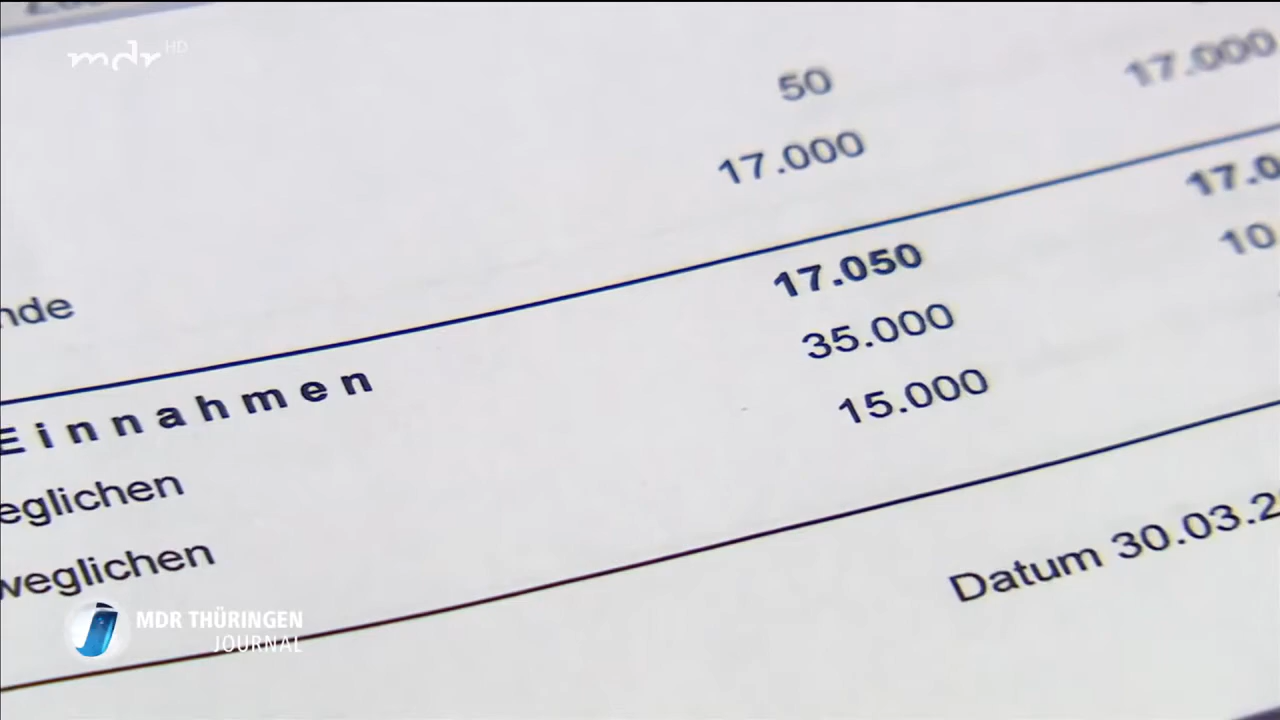 mdr HD
50 17.000
17.000
nde 17.050 17.0
Einnahmen 35.000 10
eglichen 15.000
weglichen
Datum 30.03.2
MDR THÜRINGEN
JOURNAL